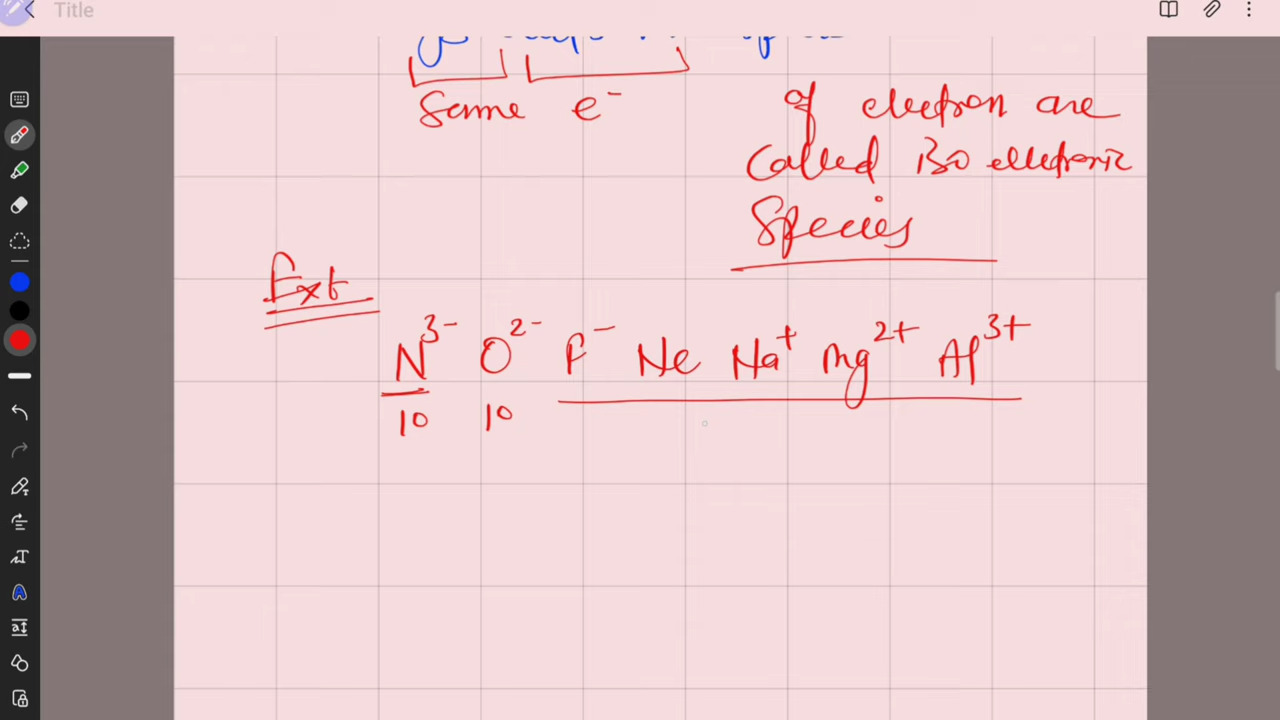 Title
Same e⁻
of electron are
called Iso electronic
Species
Ext
N³⁻ O²⁻ F⁻ Ne Na⁺ Mg²⁺ Al³⁺
10 10